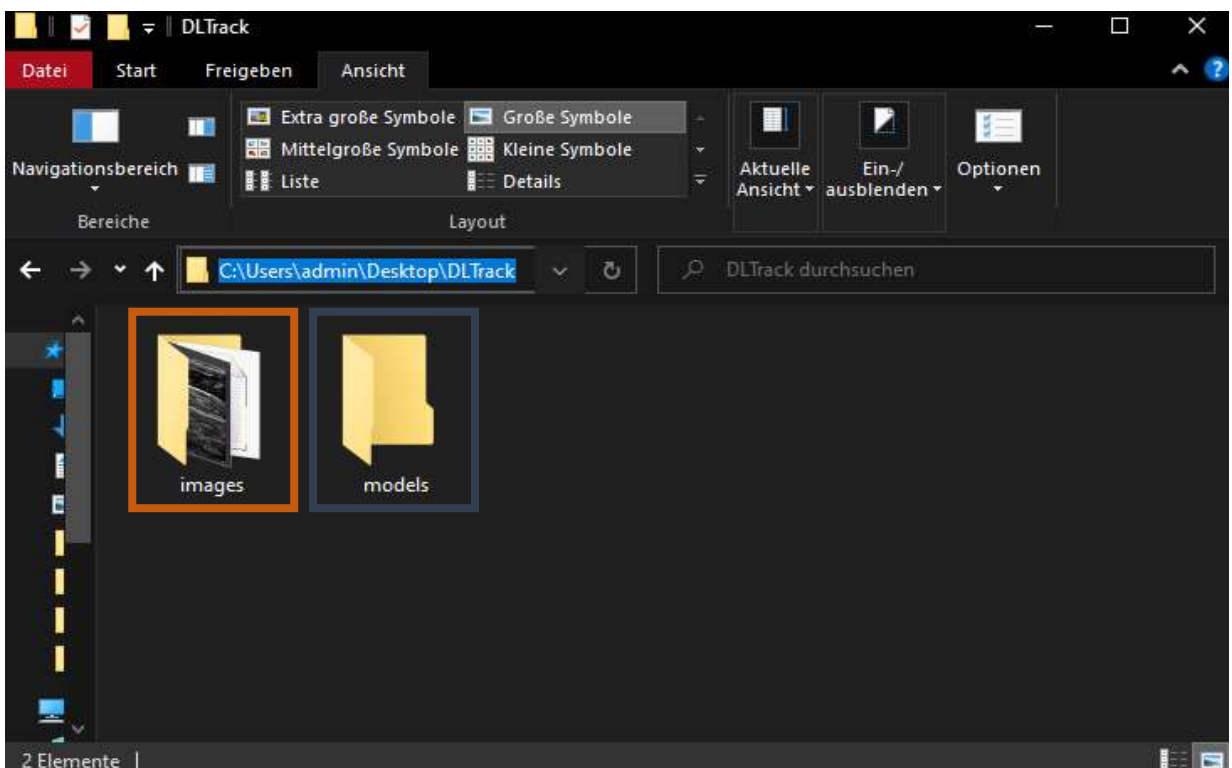 DLTrack
Datei Start Freigeben Ansicht ?
Extra große Symbole Große Symbole
Mittelgroße Symbole Kleine Symbole
Liste Details
Navigationsbereich
Aktuelle
Ansicht
Ein-/
ausblenden
Optionen
Bereiche Layout
C:\Users\admin\Desktop\DLTrack DLTrack durchsuchen
images models
2 Elemente